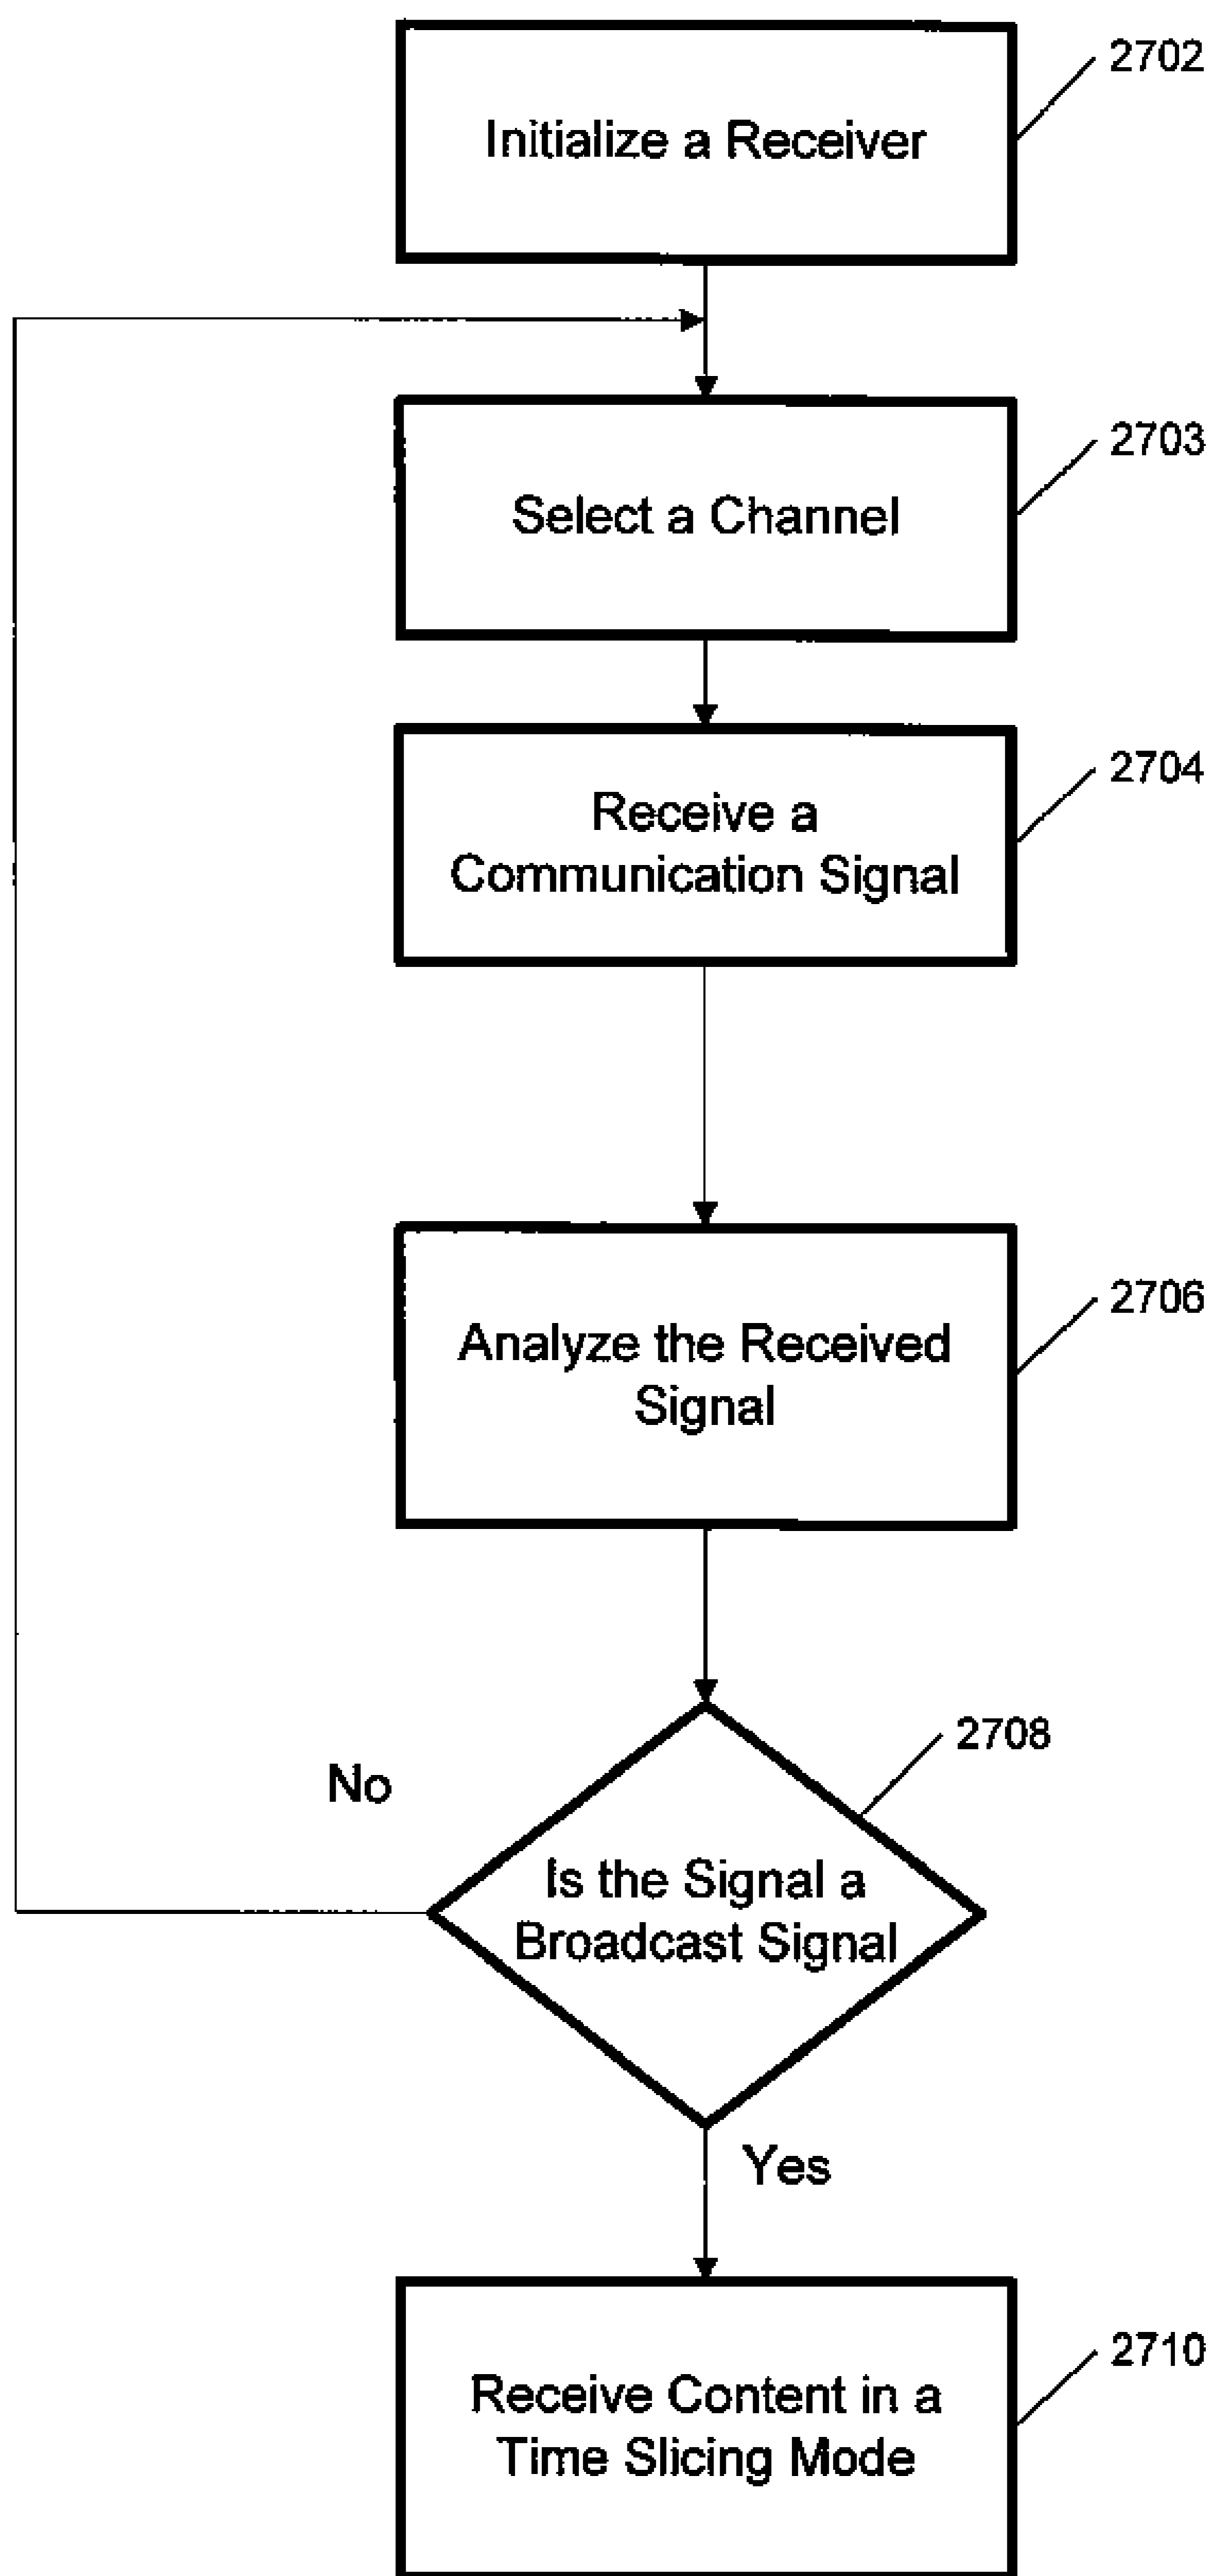 Initialize a Receiver
2702
Select a Channel
2703
Receive a
Communication Signal
2704
Analyze the Received
Signal
2706
Is the Signal a
Broadcast Signal
2708
No
Yes
Receive Content in a
Time Slicing Mode
2710